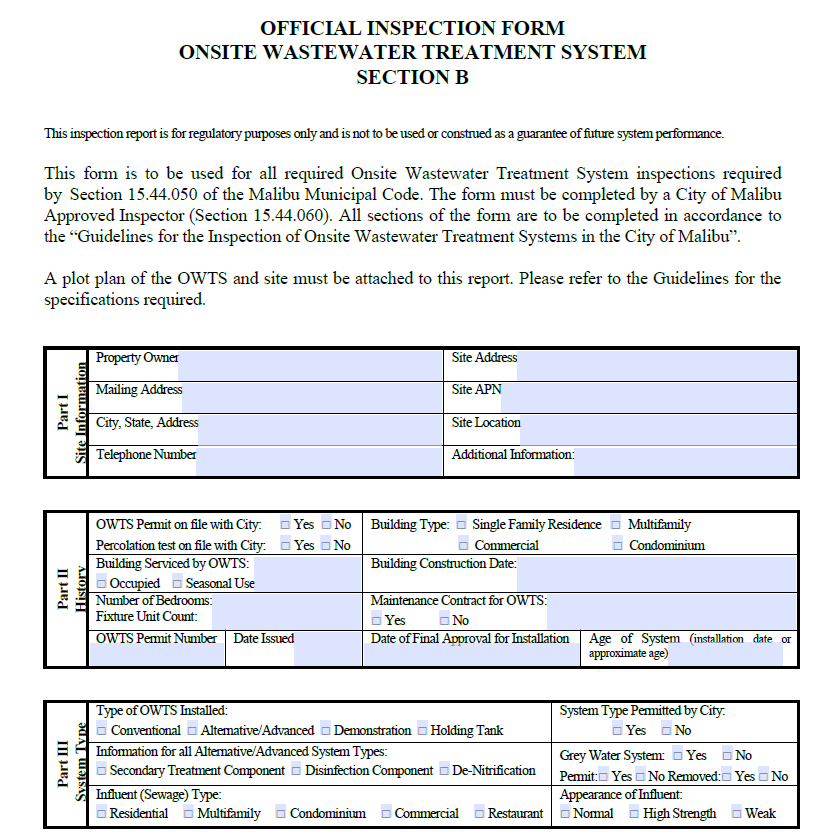 OFFICIAL INSPECTION FORM
ONSITE WASTEWATER TREATMENT SYSTEM
SECTION B
This inspection report is for regulatory purposes only and is not to be used or construed as a guarantee of future system performance.
This form is to be used for all required Onsite Wastewater Treatment System inspections required
by Section 15.44.050 of the Malibu Municipal Code. The form must be completed by a City of Malibu
Approved Inspector (Section 15.44.060). All sections of the form are to be completed in accordance to
the “Guidelines for the Inspection of Onsite Wastewater Treatment Systems in the City of Malibu”.
A plot plan of the OWTS and site must be attached to this report. Please refer to the Guidelines for the
specifications required.
Part I
Site Information
Property Owner
Site Address
Mailing Address
Site APN
City, State, Address
Site Location
Telephone Number
Additional Information:
Part II
History
OWTS Permit on file with City: □ Yes □ No
Building Type: □ Single Family Residence □ Multifamily
Percolation test on file with City: □ Yes □ No
□ Commercial □ Condominium
Building Serviced by OWTS:
□ Occupied □ Seasonal Use
Building Construction Date:
Number of Bedrooms:
Fixture Unit Count:
Maintenance Contract for OWTS:
□ Yes □ No
OWTS Permit Number
Date Issued
Date of Final Approval for Installation
Age of System (installation date or
approximate age)
Part III
System Type
Type of OWTS Installed:
□ Conventional □ Alternative/Advanced □ Demonstration □ Holding Tank
System Type Permitted by City:
□ Yes □ No
Information for all Alternative/Advanced System Types:
□ Secondary Treatment Component □ Disinfection Component □ De-Nitrification
Grey Water System: □ Yes □ No
Permit:□ Yes □ No Removed:□ Yes □ No
Influent (Sewage) Type:
□ Residential □ Multifamily □ Condominium □ Commercial □ Restaurant
Appearance of Influent:
□ Normal □ High Strength □ Weak